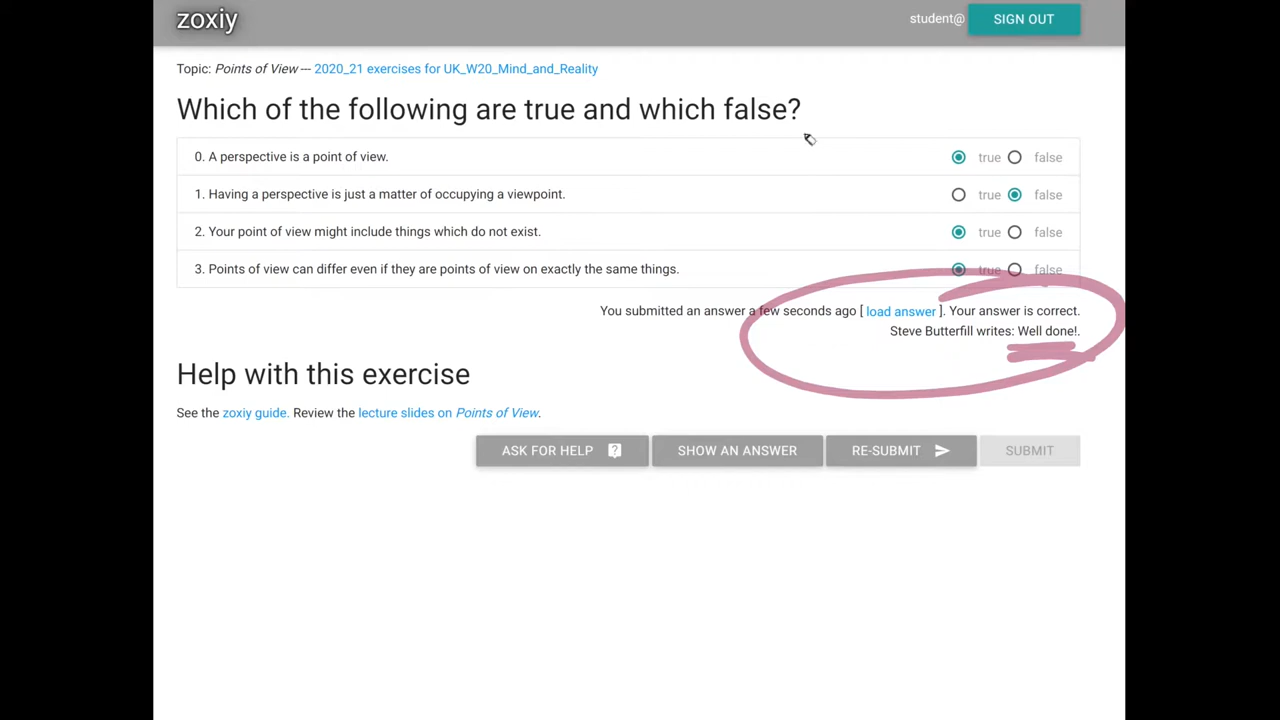 zoxiy
student@ SIGN OUT
Topic: Points of View — 2020_21 exercises for UK_W20_Mind_and_Reality
Which of the following are true and which false?
0. A perspective is a point of view. true false
1. Having a perspective is just a matter of occupying a viewpoint. true false
2. Your point of view might include things which do not exist. true false
3. Points of view can differ even if they are points of view on exactly the same things. true false
You submitted an answer a few seconds ago [ load answer ]. Your answer is correct.
Steve Butterfill writes: Well done!.
Help with this exercise
See the zoxiy guide. Review the lecture slides on Points of View.
ASK FOR HELP SHOW AN ANSWER RE-SUBMIT SUBMIT